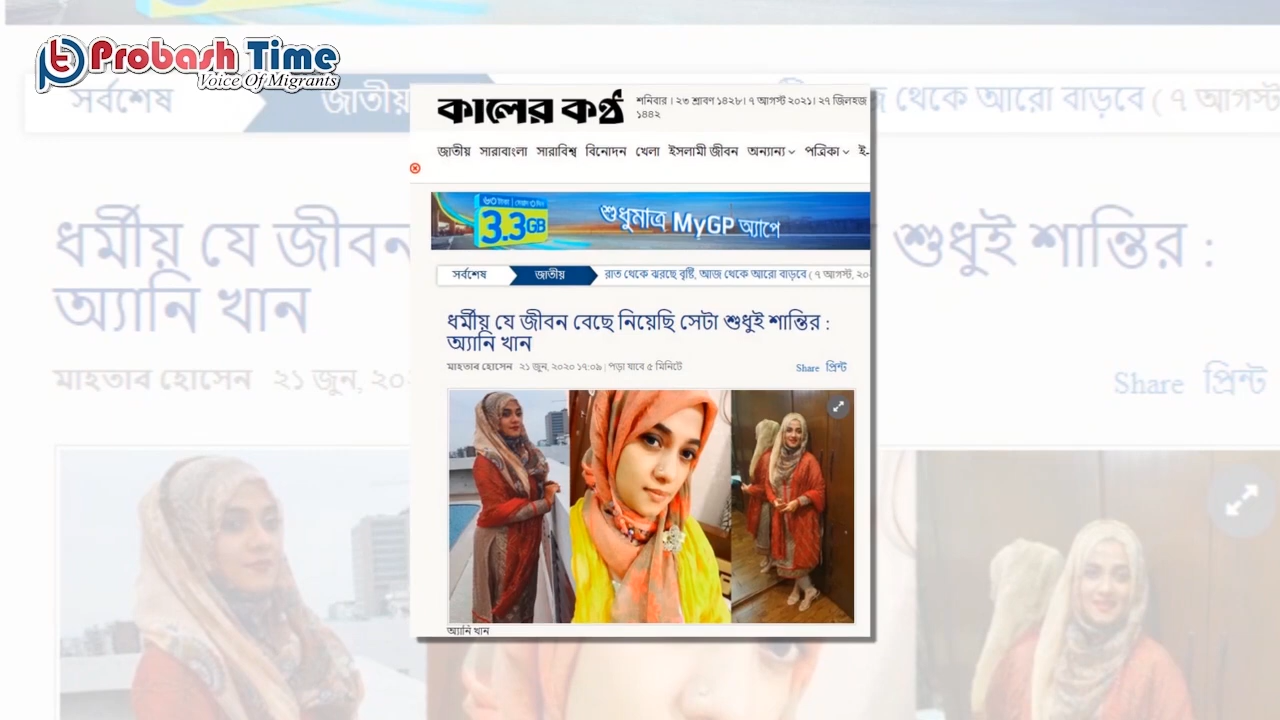 Probash Time
Voice Of Migrants
সর্বশেষ
জাতীয়
থেকে আরো বাড়বে ( ৭ আগস্ট
ধর্মীয় যে জীবন
শুধুই শান্তির :
অ্যানি খান
মাহতাব হোসেন ২১ জুন, ২০
Share প্রিন্ট
কালের কণ্ঠ
শনিবার । ২৩ শ্রাবণ ১৪২৮। ৭ আগস্ট ২০২১। ২৭ জিলহজ
১৪৪২
জাতীয় সারাবাংলা সারাবিশ্ব বিনোদন খেলা ইসলামী জীবন অন্যান্য পত্রিকা ই-
3.3GB
শুধুমাত্র MyGP অ্যাপে
সর্বশেষ জাতীয় রাত থেকে ঝরছে বৃষ্টি, আজ থেকে আরো বাড়বে ( ৭ আগস্ট, ২০
ধর্মীয় যে জীবন বেছে নিয়েছি সেটা শুধুই শান্তির :
অ্যানি খান
মাহতাব হোসেন ২১ জুন, ২০২০ ১৭:০৯ | পড়া যাবে ৫ মিনিটে
Share প্রিন্ট
অ্যানি খান